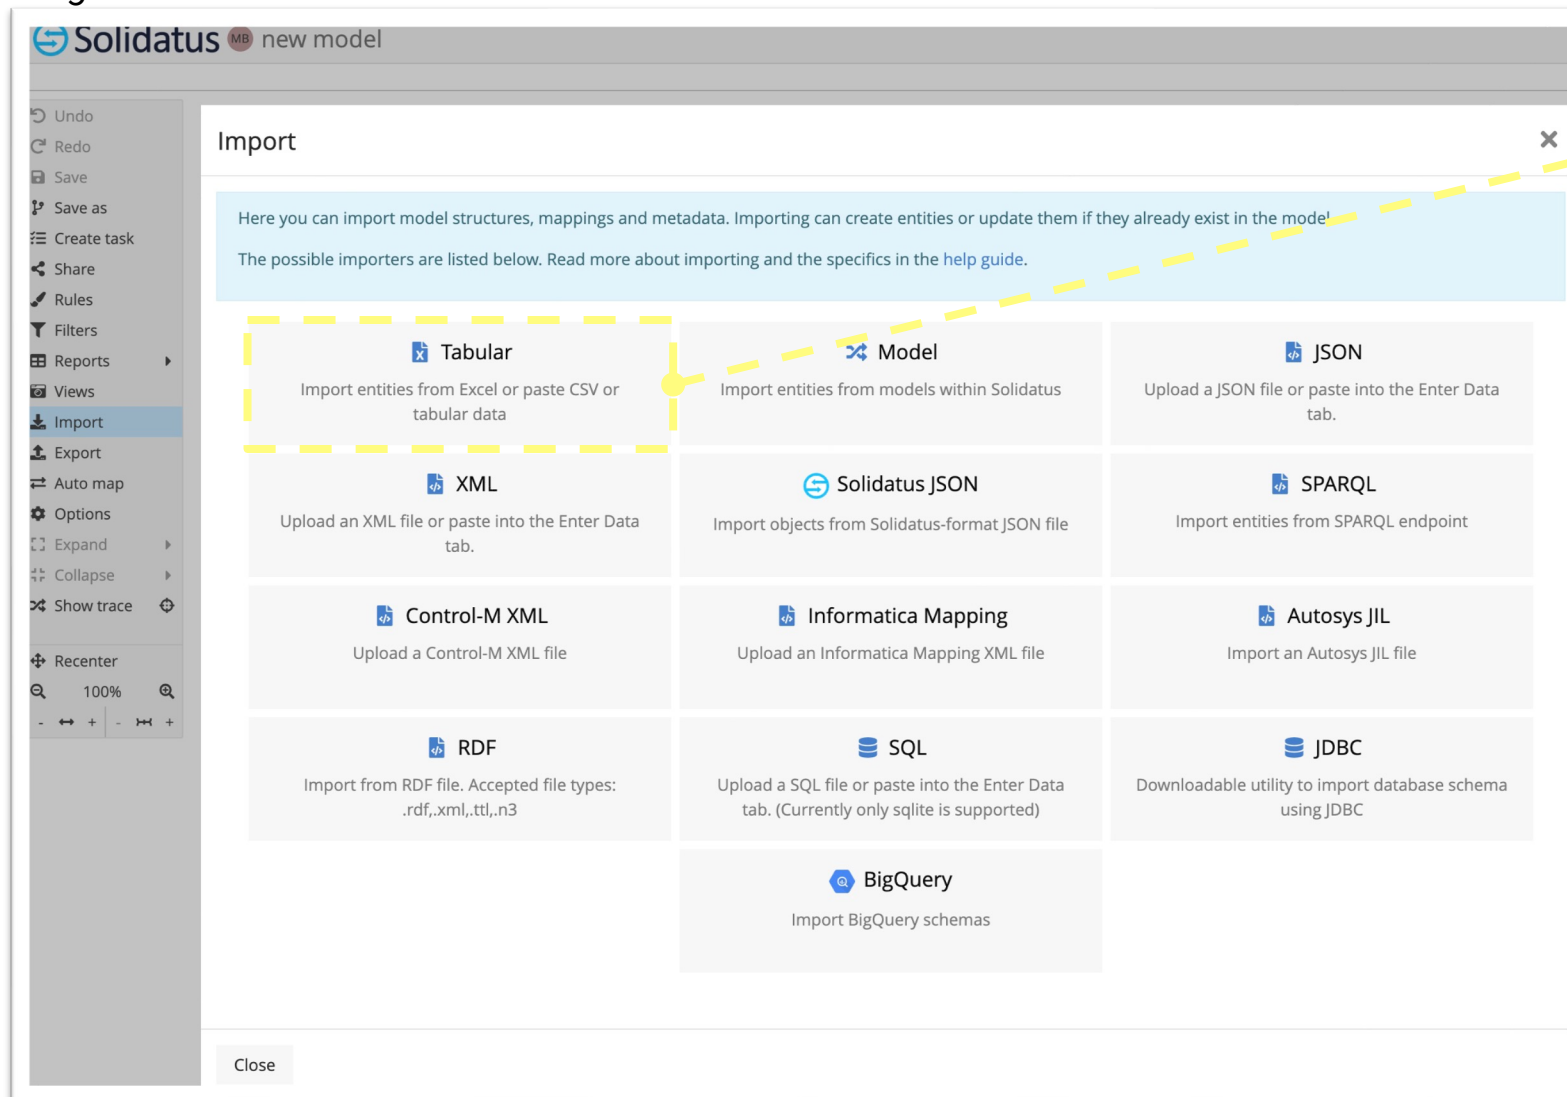 Solidatus MB new model
Undo
Redo
Save
Save as
Create task
Share
Rules
Filters
Reports
Views
Import
Export
Auto map
Options
Expand
Collapse
Show trace
Recenter
100%
- + - +
Import
Here you can import model structures, mappings and metadata. Importing can create entities or update them if they already exist in the model
The possible importers are listed below. Read more about importing and the specifics in the help guide.
Tabular
Import entities from Excel or paste CSV or
tabular data
Model
Import entities from models within Solidatus
JSON
Upload a JSON file or paste into the Enter Data
tab.
XML
Upload an XML file or paste into the Enter Data
tab.
Solidatus JSON
Import objects from Solidatus-format JSON file
SPARQL
Import entities from SPARQL endpoint
Control-M XML
Upload a Control-M XML file
Informatica Mapping
Upload an Informatica Mapping XML file
Autosys JIL
Import an Autosys JIL file
RDF
Import from RDF file. Accepted file types:
.rdf,.xml,.ttl,.n3
SQL
Upload a SQL file or paste into the Enter Data
tab. (Currently only sqlite is supported)
JDBC
Downloadable utility to import database schema
using JDBC
BigQuery
Import BigQuery schemas
Close